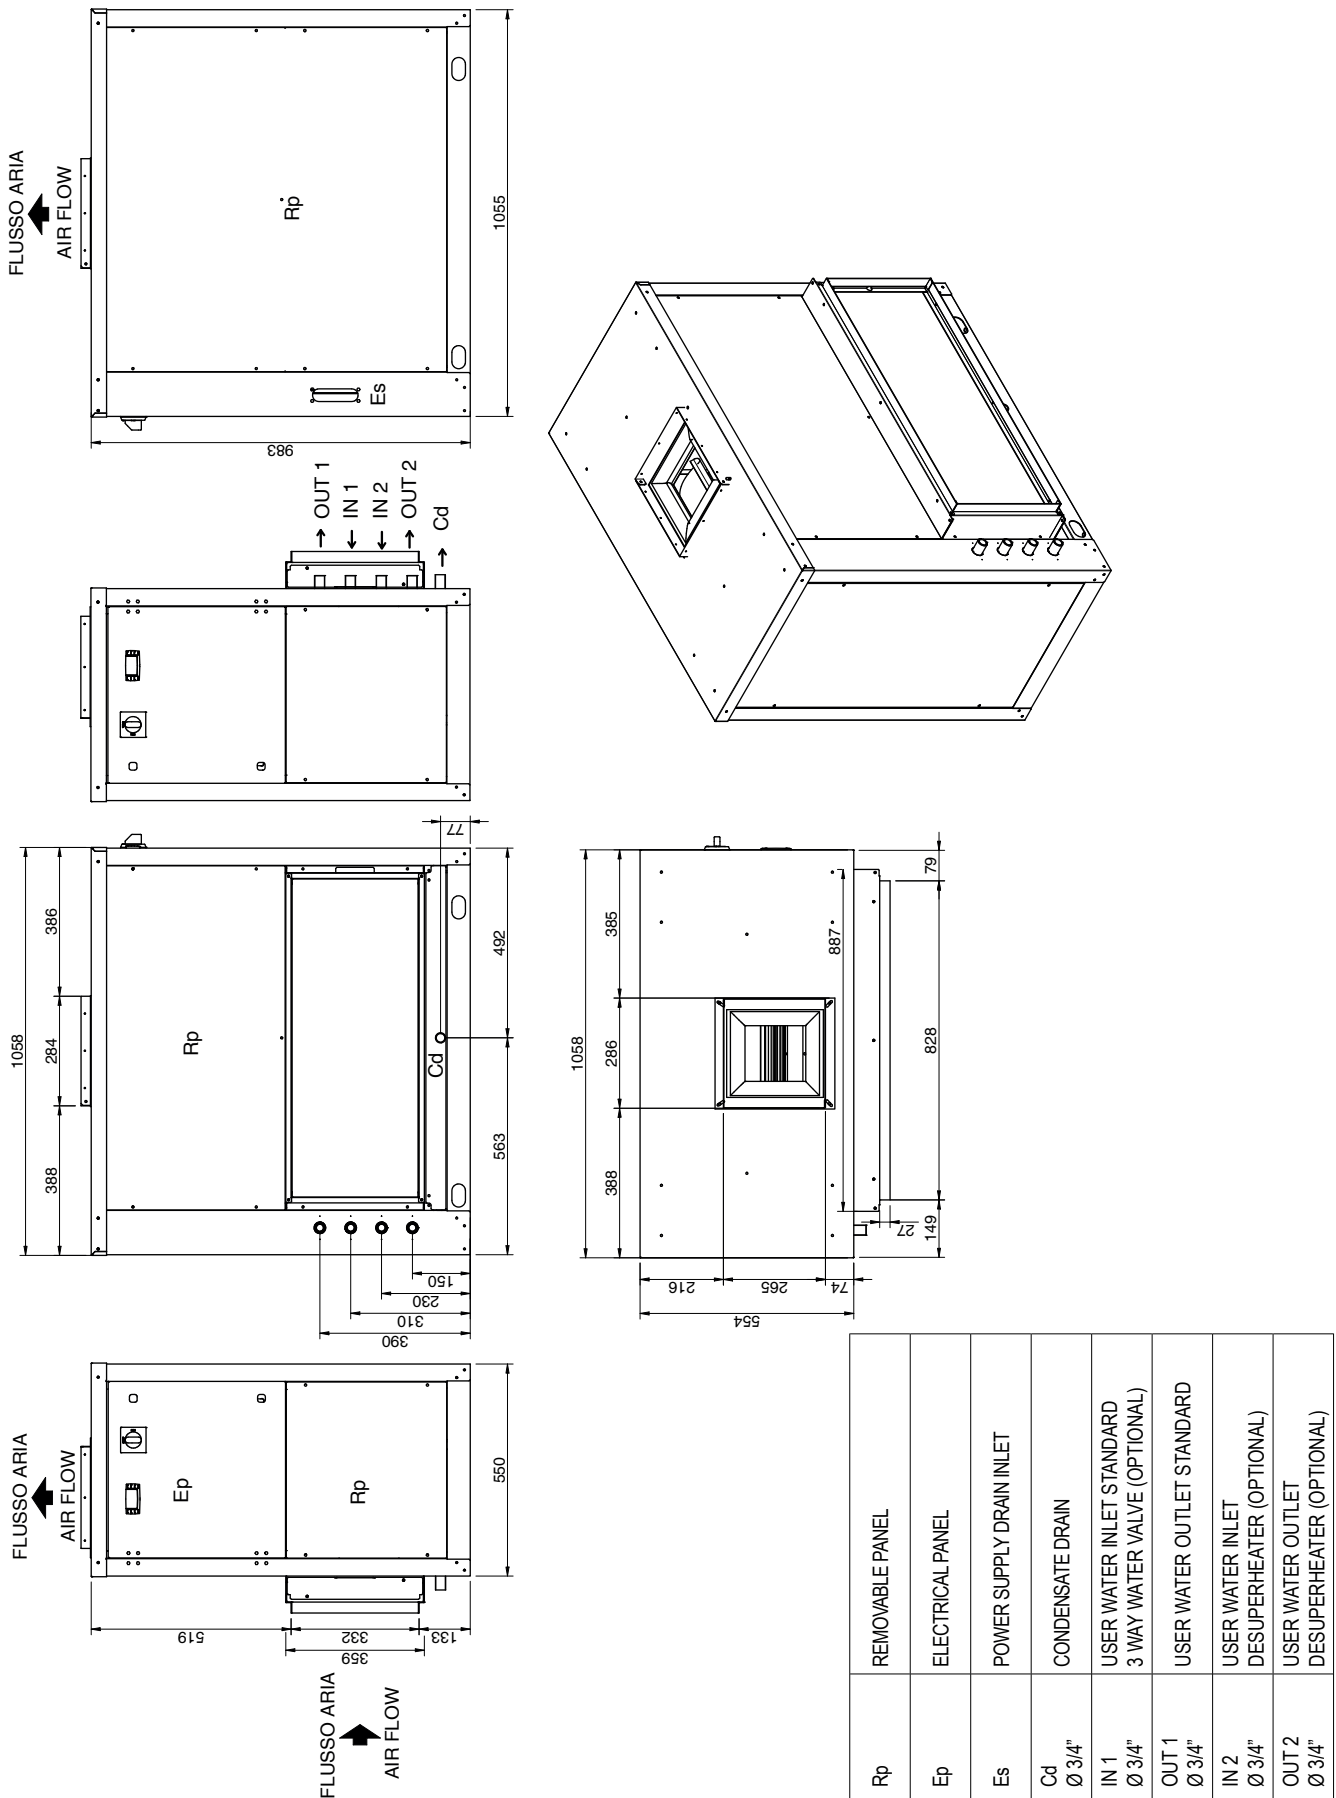 FLUSSO ARIA
AIR FLOW
519
332
359
133
FLUSSO ARIA
AIR FLOW
Ep
Rp
550
1058
388
284
386
Rp
Cd
77
492
563
150
230
310
390
OUT 1
IN 1
IN 2
OUT 2
Cd
FLUSSO ARIA
AIR FLOW
Rp
Es
983
1055
1058
388
286
385
887
79
828
149
27
216
265
74
554
Rp REMOVABLE PANEL
Ep ELECTRICAL PANEL
Es POWER SUPPLY DRAIN INLET
Cd
Ø 3/4" CONDENSATE DRAIN
IN 1 USER WATER INLET STANDARD
Ø 3/4" 3 WAY WATER VALVE (OPTIONAL)
OUT 1
Ø 3/4" USER WATER OUTLET STANDARD
IN 2 USER WATER INLET
Ø 3/4" DESUPERHEATER (OPTIONAL)
OUT 2 USER WATER OUTLET
Ø 3/4" DESUPERHEATER (OPTIONAL)